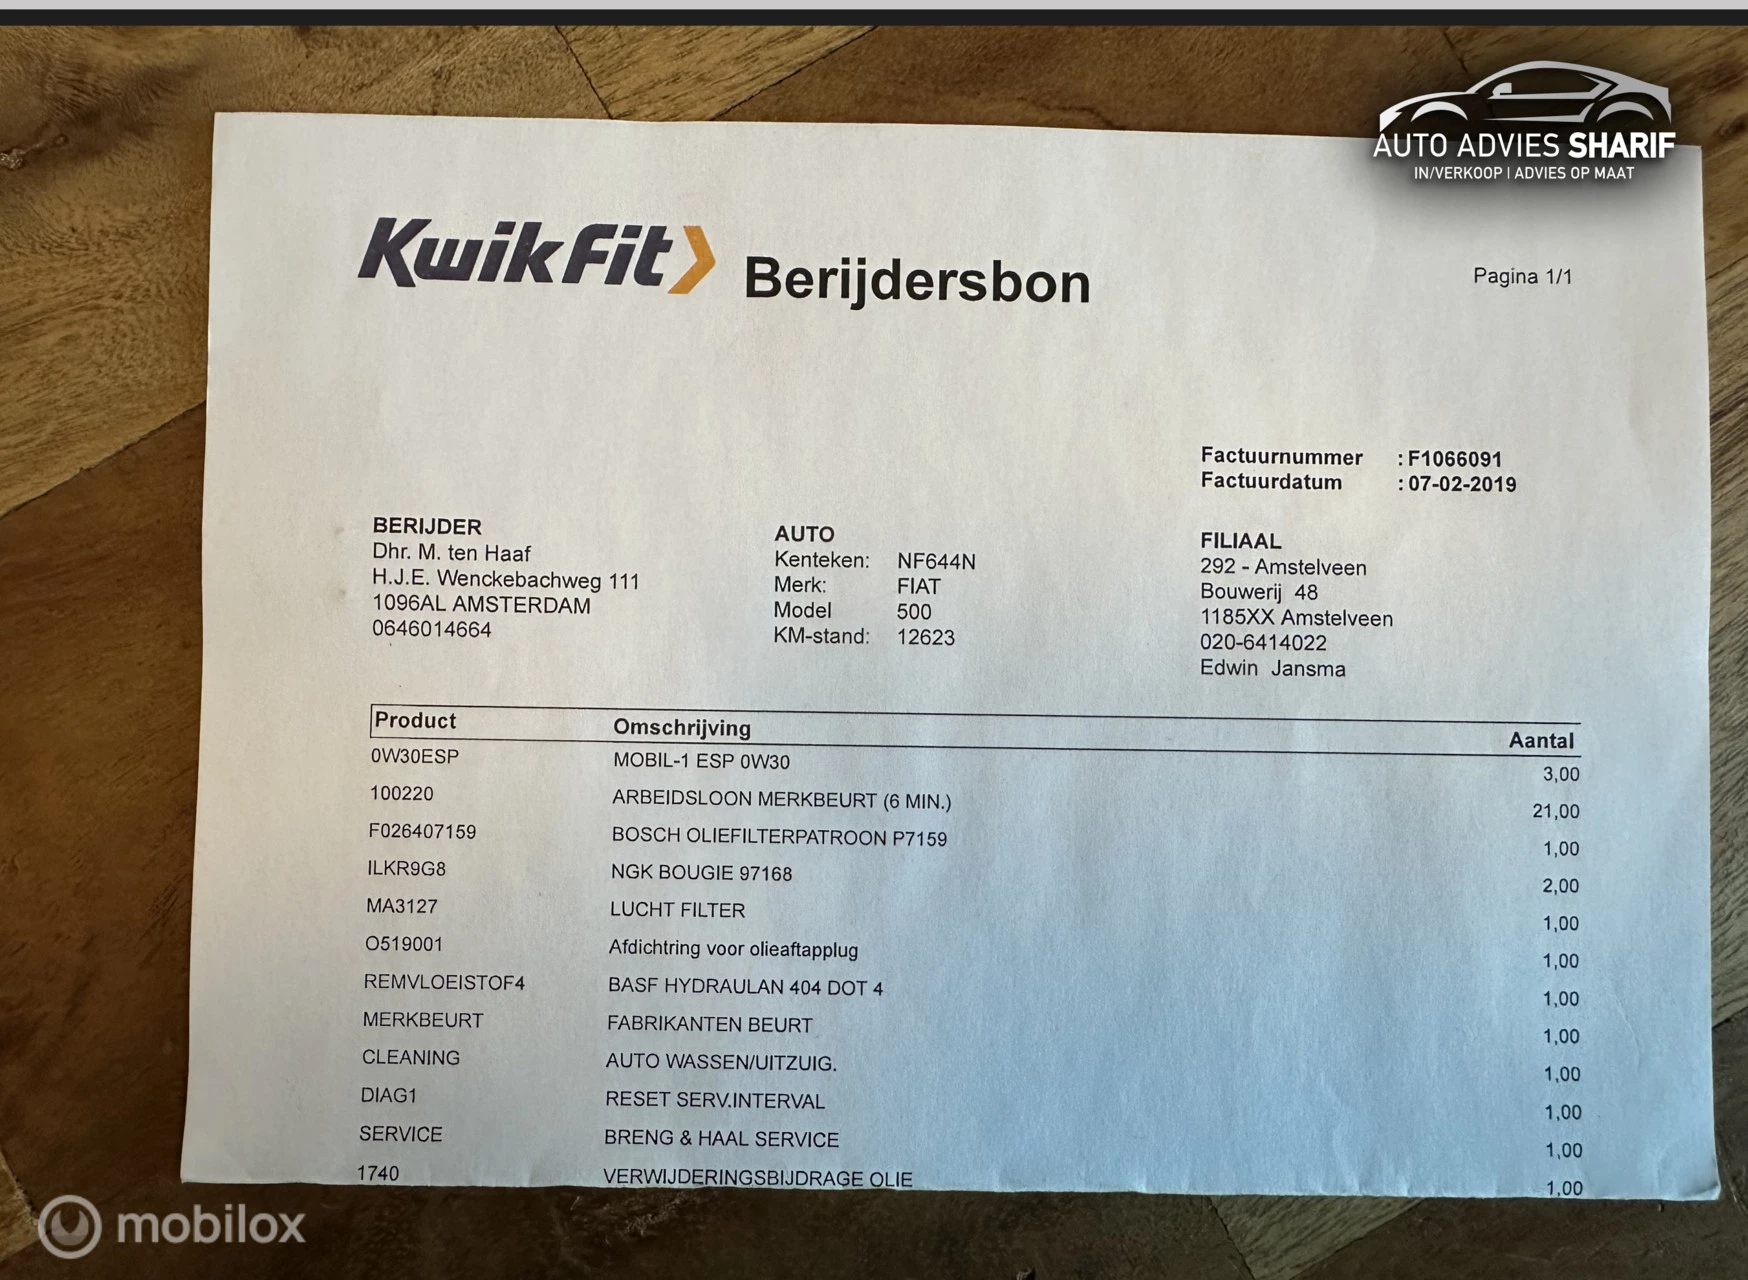 AUTO ADVIES SHARIF
IN/VERKOOP | ADVIES OP MAAT
KwikFit Berijdersbon
Pagina 1/1
Factuurnummer : F1066091
Factuurdatum : 07-02-2019
BERIJDER
Dhr. M. ten Haaf
H.J.E. Wenckebachweg 111
1096AL AMSTERDAM
0646014664
AUTO
Kenteken: NF644N
Merk: FIAT
Model 500
KM-stand: 12623
FILIAAL
292 - Amstelveen
Bouwerij 48
1185XX Amstelveen
020-6414022
Edwin Jansma
Product Omschrijving Aantal
0W30ESP MOBIL-1 ESP 0W30 3,00
100220 ARBEIDSLOON MERKBEURT (6 MIN.) 21,00
F026407159 BOSCH OLIEFILTERPATROON P7159 1,00
ILKR9G8 NGK BOUGIE 97168 2,00
MA3127 LUCHT FILTER 1,00
O519001 Afdichtring voor olieaftapplug 1,00
REMVLOEISTOF4 BASF HYDRAULAN 404 DOT 4 1,00
MERKBEURT FABRIKANTEN BEURT 1,00
CLEANING AUTO WASSEN/UITZUIG. 1,00
DIAG1 RESET SERV.INTERVAL 1,00
SERVICE BRENG & HAAL SERVICE 1,00
1740 VERWIJDERINGSBIJDRAGE OLIE 1,00
mobilox